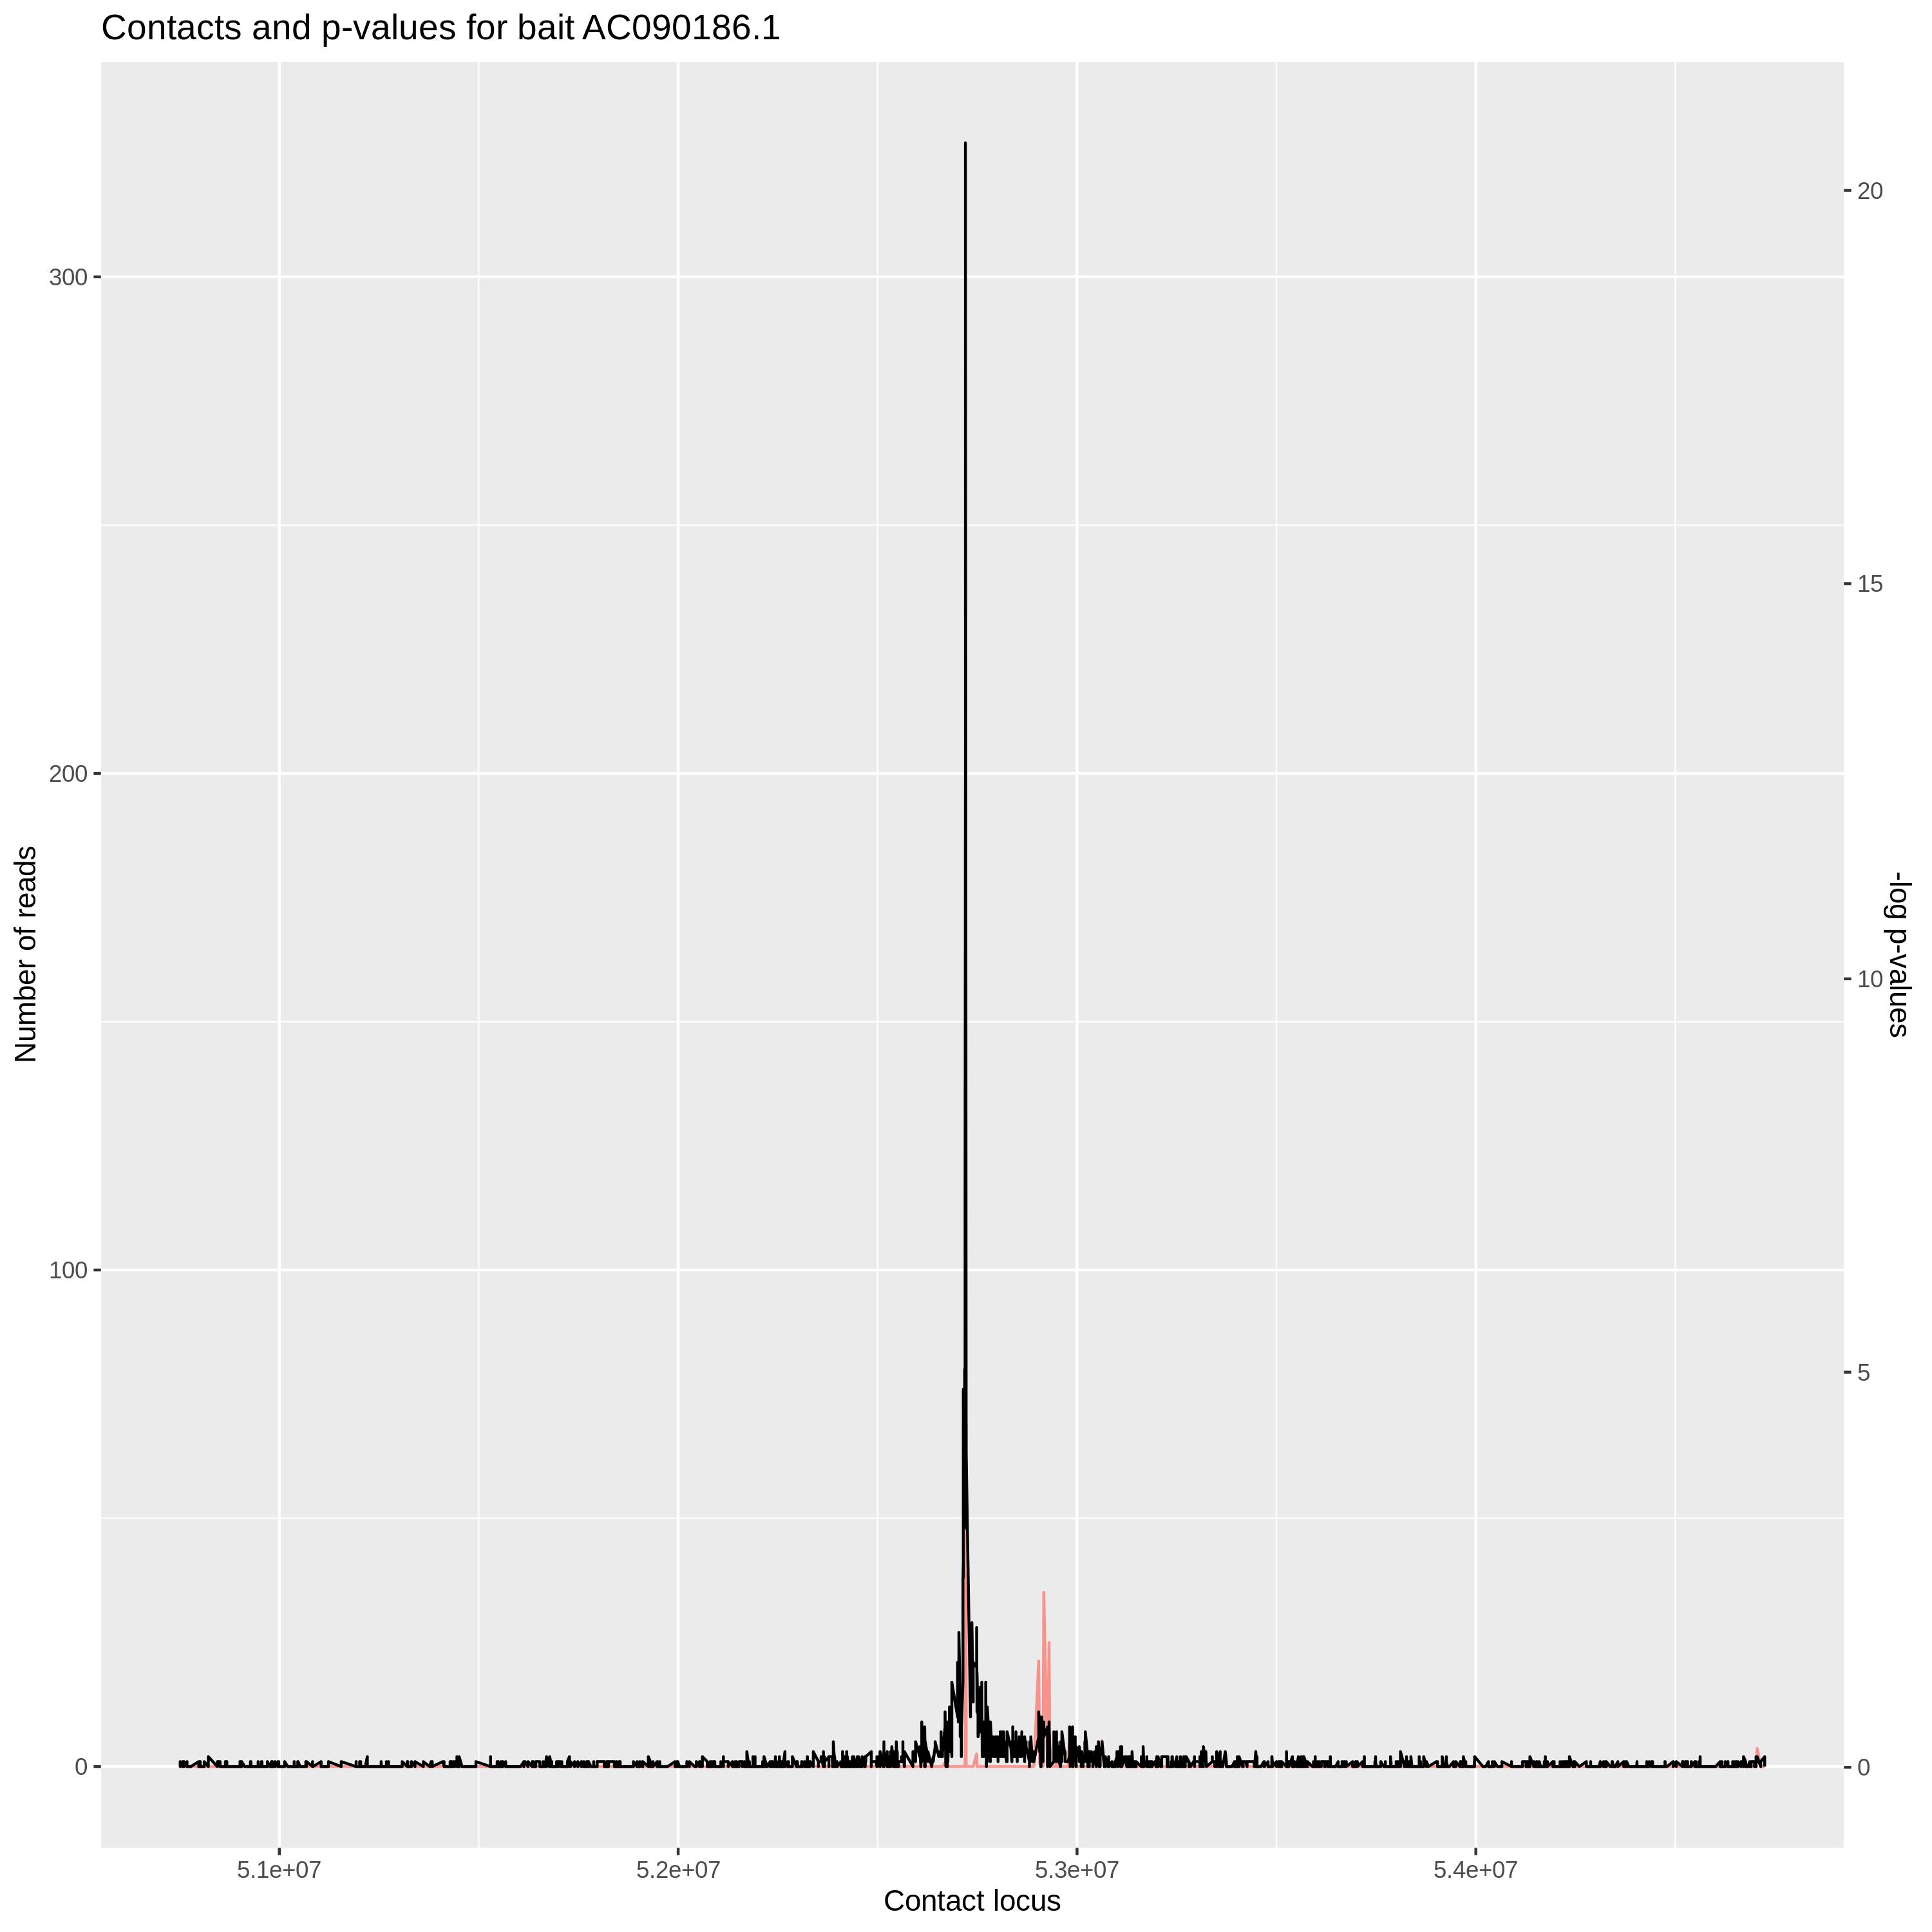 Contacts and p-values for bait AC090186.1
300
200
100
0
Number of reads
20
15
10
5
0
-log p-values
5.1e+07
5.2e+07
5.3e+07
5.4e+07
Contact locus